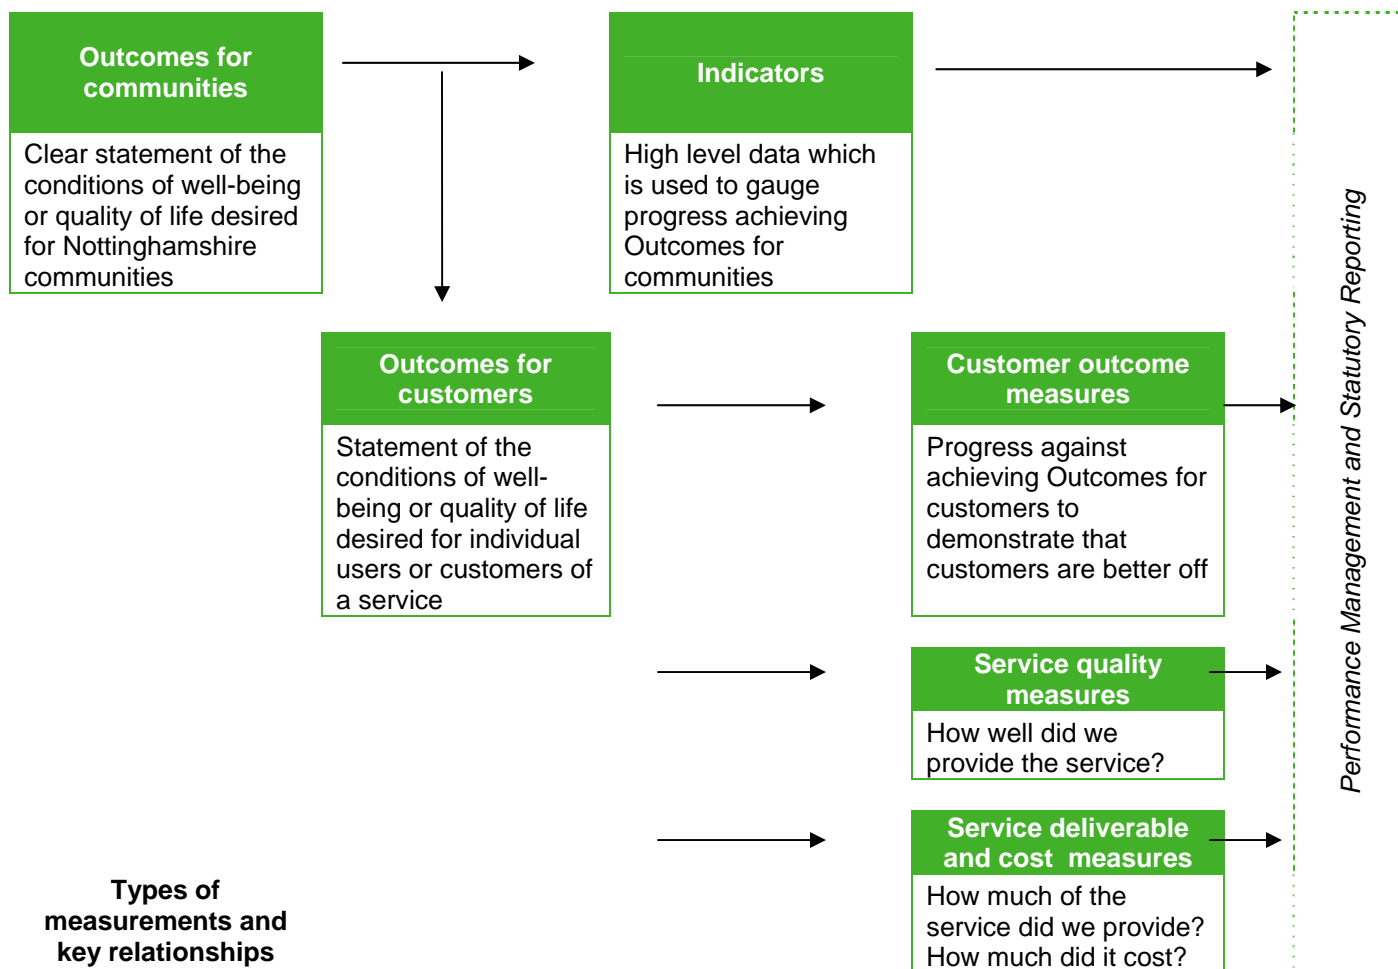 Outcomes for
communities
Clear statement of the
conditions of well-being
or quality of life desired
for Nottinghamshire
communities
Indicators
High level data which
is used to gauge
progress achieving
Outcomes for
communities
Outcomes for
customers
Statement of the
conditions of well-
being or quality of life
desired for individual
users or customers of
a service
Customer outcome
measures
Progress against
achieving Outcomes for
customers to
demonstrate that
customers are better off
Service quality
measures
How well did we
provide the service?
Service deliverable
and cost  measures
How much of the
service did we provide?
How much did it cost?
Performance Management and Statutory Reporting
Types of
measurements and
key relationships